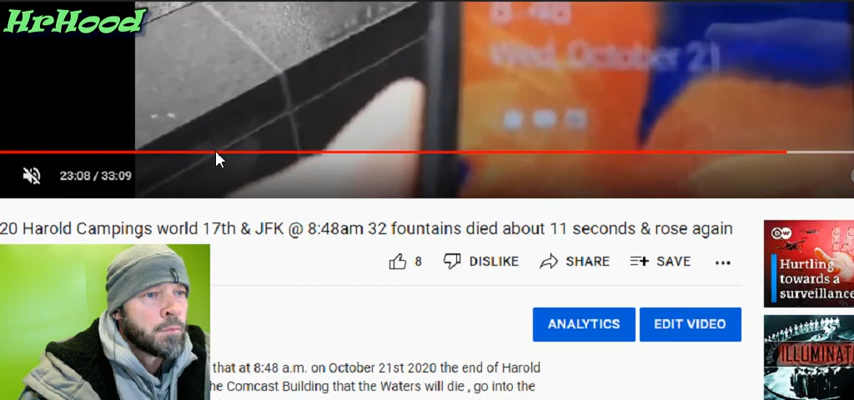 HrHood
8:48
Wed, October 21
23:08 / 33:09
20 Harold Campings world 17th & JFK @ 8:48am 32 fountains died about 11 seconds & rose again
8 DISLIKE SHARE SAVE
DW
Hurtling
towards a
surveillance
ANALYTICS EDIT VIDEO
ILLUMINAT
that at 8:48 a.m. on October 21st 2020 the end of Harold
he Comcast Building that the Waters will die , go into the